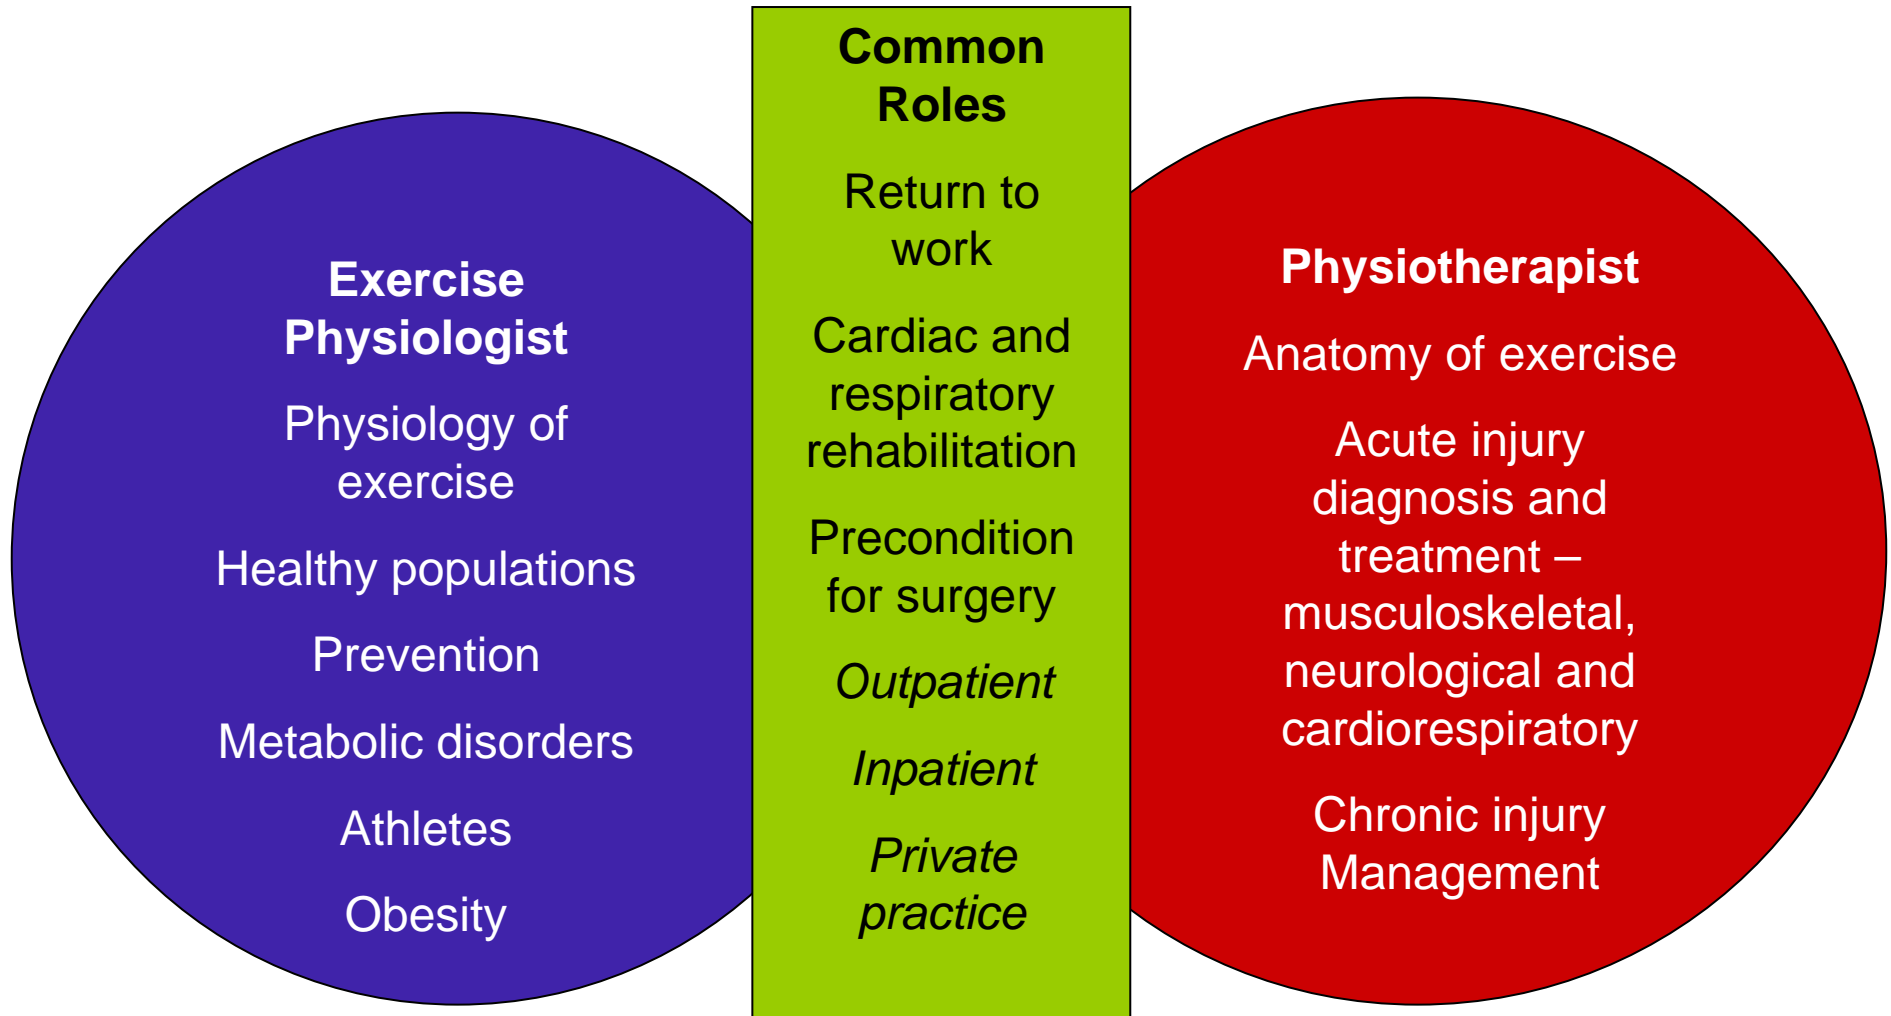 Exercise
Physiologist
Physiology of
exercise
Healthy populations
Prevention
Metabolic disorders
Athletes
Obesity
Common
Roles
Return to
work
Cardiac and
respiratory
rehabilitation
Precondition
for surgery
Outpatient
Inpatient
Private
practice
Physiotherapist
Anatomy of exercise
Acute injury
diagnosis and
treatment –
musculoskeletal,
neurological and
cardiorespiratory
Chronic injury
Management